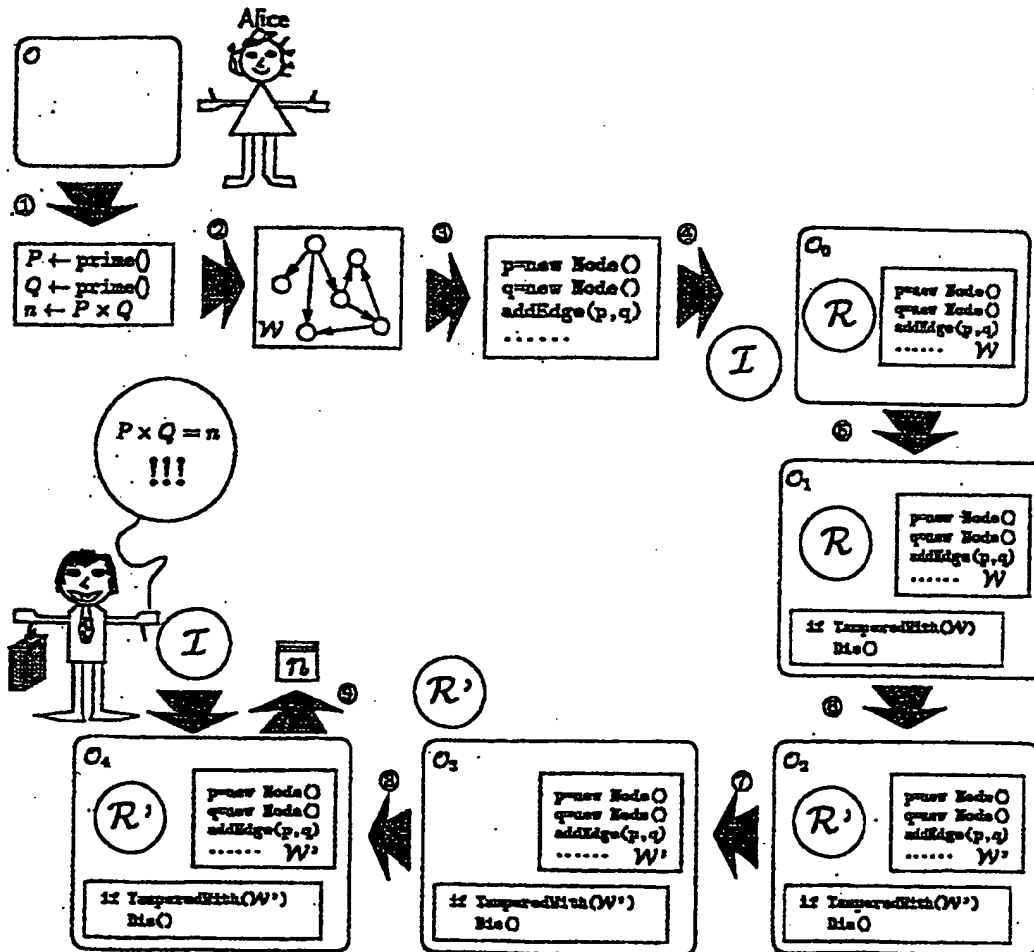 Alice
O
①
P ← prime()
Q ← prime()
n ← P × Q
②
W
③
p=new Node()
q=new Node()
addEdge(p,q)
......
④
I
O₀
R
p=new Node()
q=new Node()
addEdge(p,q)
...... W
⑤
O₁
R
p=new Node()
q=new Node()
addEdge(p,q)
...... W
if TamperedWith(W)
Die()
⑥
O₂
R'
p=new Node()
q=new Node()
addEdge(p,q)
...... W'
if TamperedWith(W')
Die()
⑦
R'
O₃
p=new Node()
q=new Node()
addEdge(p,q)
...... W'
if TamperedWith(W')
Die()
⑧
O₄
R'
p=new Node()
q=new Node()
addEdge(p,q)
...... W'
if TamperedWith(W')
Die()
I
n
⑨
P × Q = n
!!!